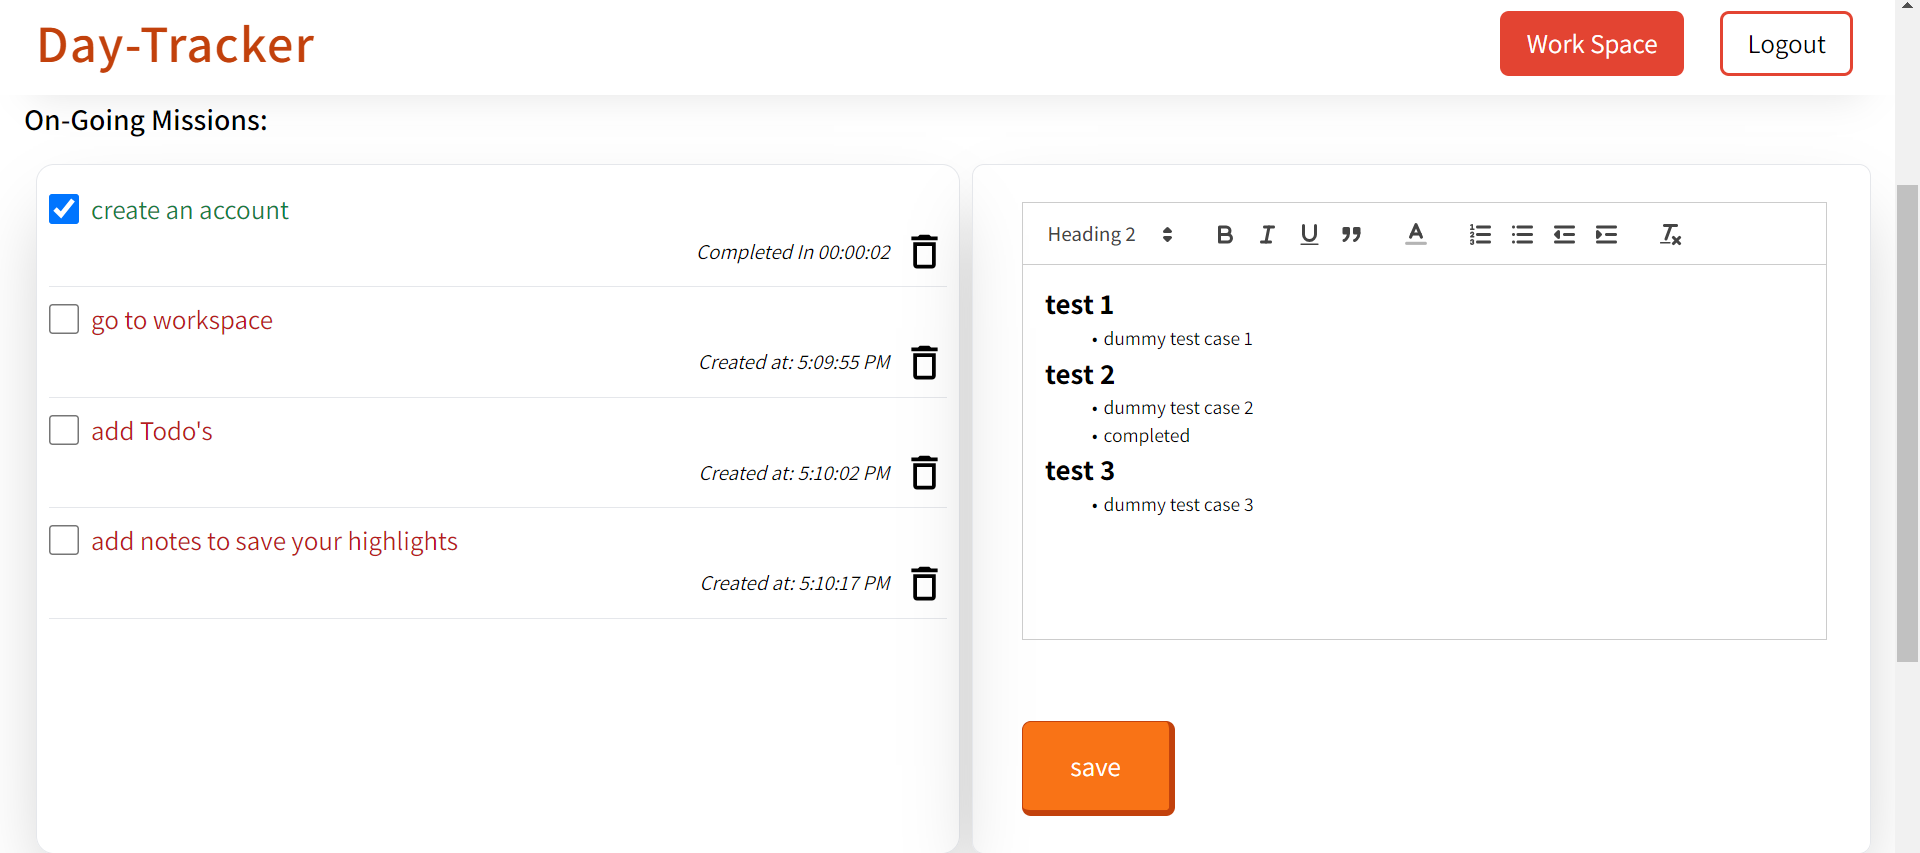 Day-Tracker
Work Space
Logout
On-Going Missions:
create an account
Completed In 00:00:02
go to workspace
Created at: 5:09:55 PM
add Todo's
Created at: 5:10:02 PM
add notes to save your highlights
Created at: 5:10:17 PM
Heading 2
test 1
• dummy test case 1
test 2
• dummy test case 2
• completed
test 3
• dummy test case 3
save